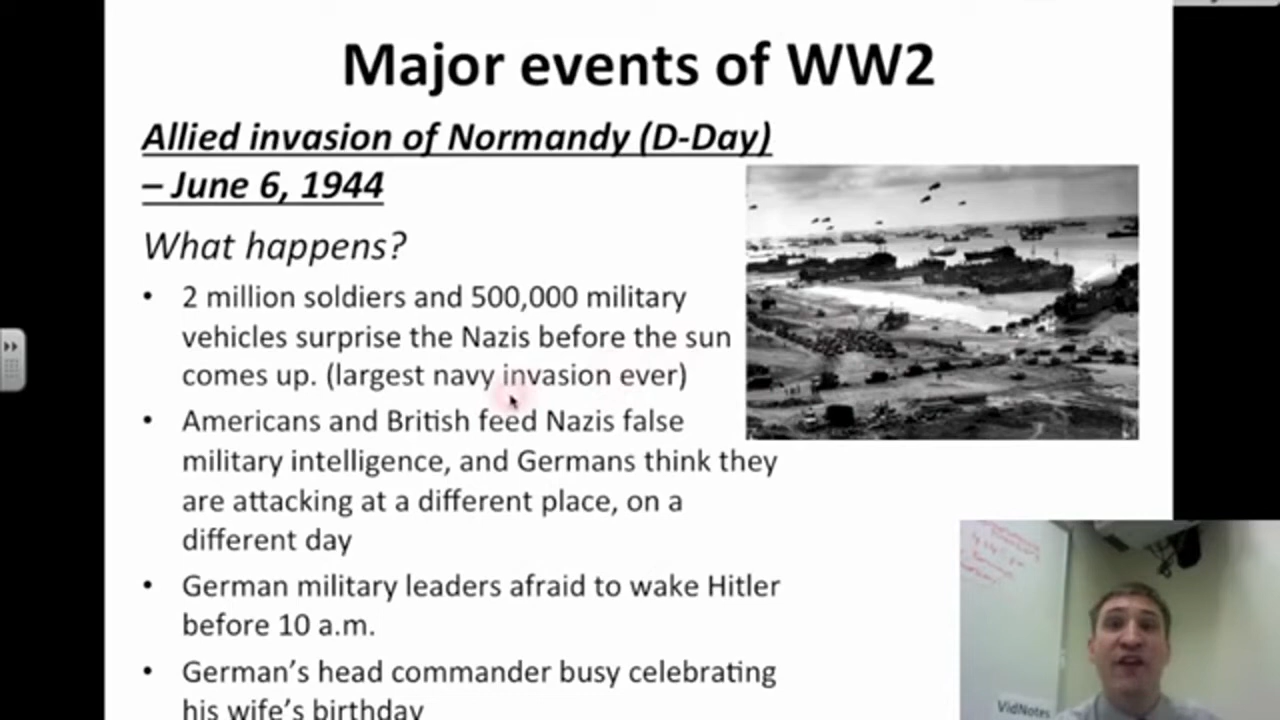 Major events of WW2
Allied invasion of Normandy (D-Day)
– June 6, 1944
What happens?
• 2 million soldiers and 500,000 military
vehicles surprise the Nazis before the sun
comes up. (largest navy invasion ever)
• Americans and British feed Nazis false
military intelligence, and Germans think they
are attacking at a different place, on a
different day
• German military leaders afraid to wake Hitler
before 10 a.m.
• German's head commander busy celebrating
his wife's birthday
VidNotes